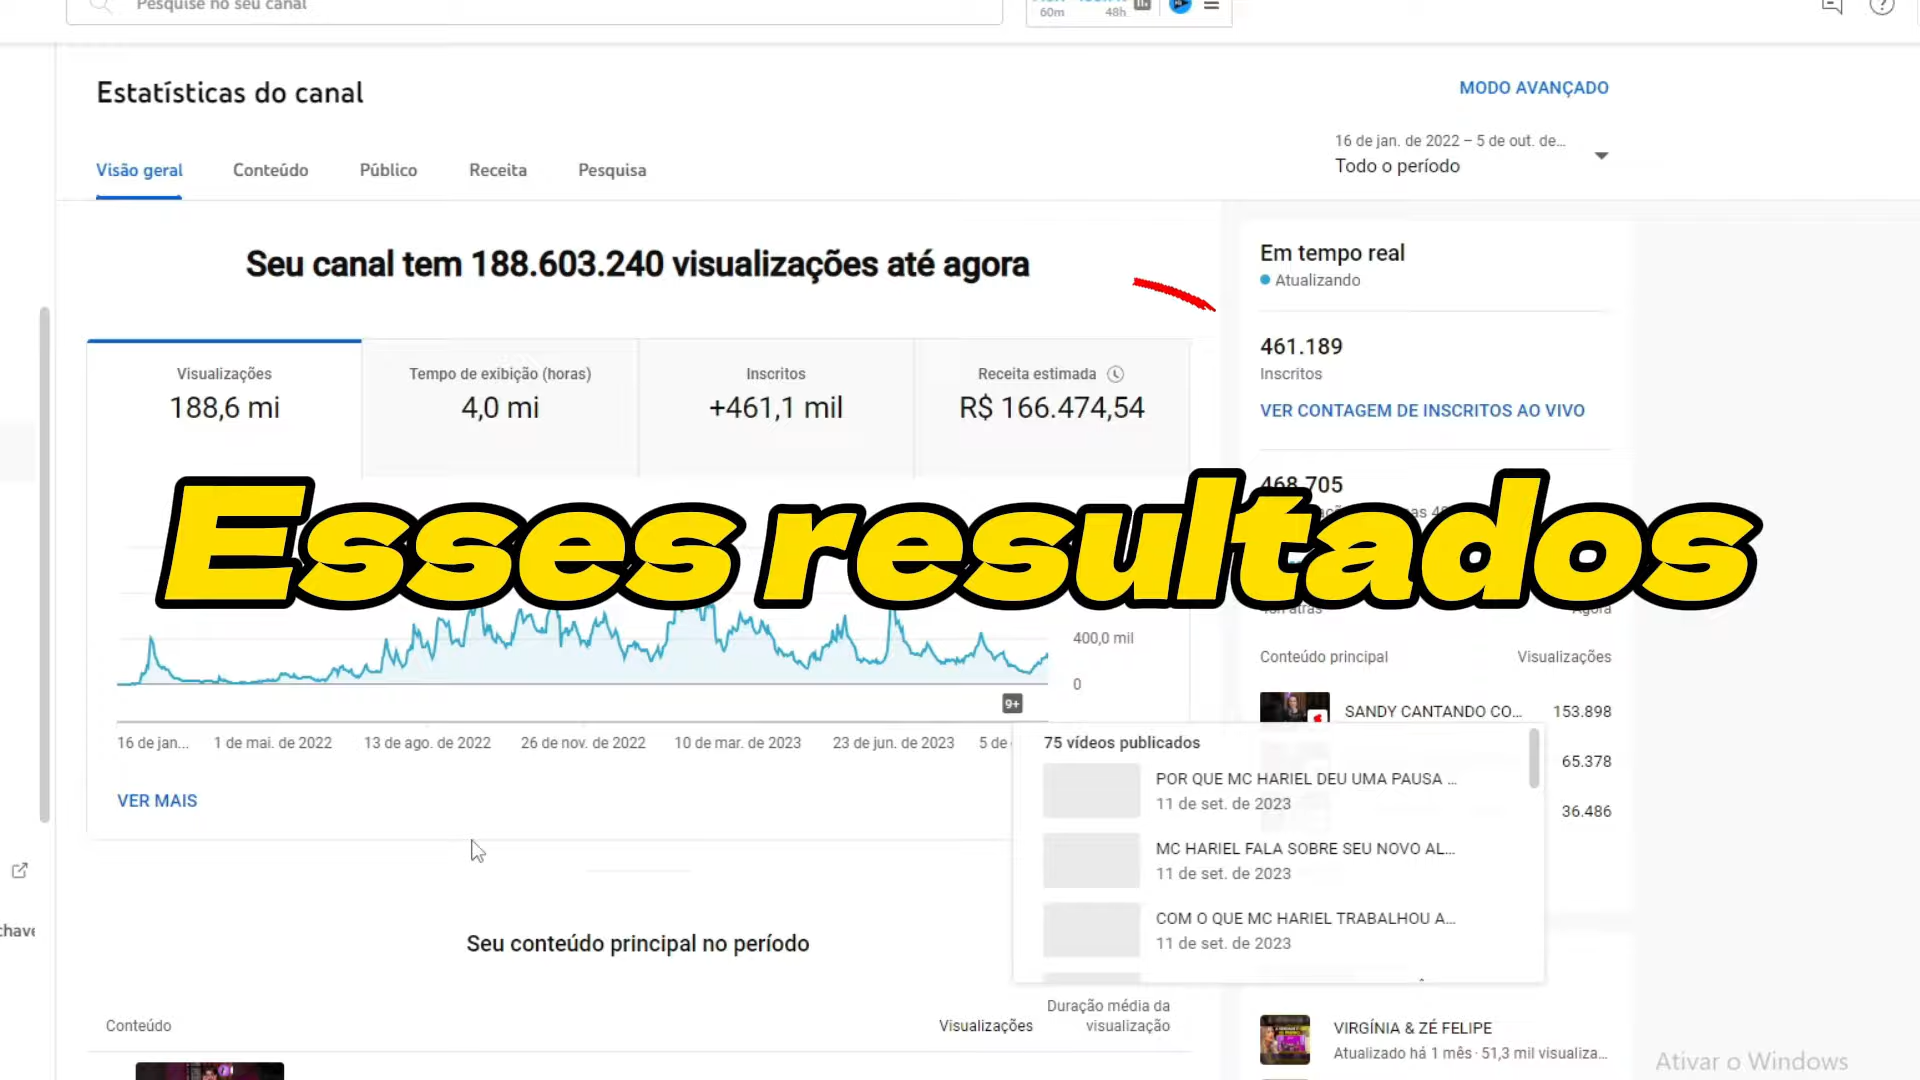 Pesquise no seu canal
60m 48h
Estatísticas do canal
MODO AVANÇADO
16 de jan. de 2022 – 5 de out. de...
Todo o período
Visão geral Conteúdo Público Receita Pesquisa
Seu canal tem 188.603.240 visualizações até agora
Visualizações
188,6 mi
Tempo de exibição (horas)
4,0 mi
Inscritos
+461,1 mil
Receita estimada
R$ 166.474,54
Em tempo real
Atualizando
461.189
Inscritos
VER CONTAGEM DE INSCRITOS AO VIVO
468.705
Esses resultados
Agora
400,0 mil
0
9+
16 de jan... 1 de mai. de 2022 13 de ago. de 2022 26 de nov. de 2022 10 de mar. de 2023 23 de jun. de 2023 5 de
VER MAIS
Conteúdo principal Visualizações
SANDY CANTANDO CO... 153.898
65.378
36.486
75 vídeos publicados
POR QUE MC HARIEL DEU UMA PAUSA ...
11 de set. de 2023
MC HARIEL FALA SOBRE SEU NOVO AL...
11 de set. de 2023
COM O QUE MC HARIEL TRABALHOU A...
11 de set. de 2023
chave
Seu conteúdo principal no período
Conteúdo Visualizações Duração média da
visualização
VIRGÍNIA & ZÉ FELIPE
Atualizado há 1 mês · 51,3 mil visualiza...
Ativar o Windows